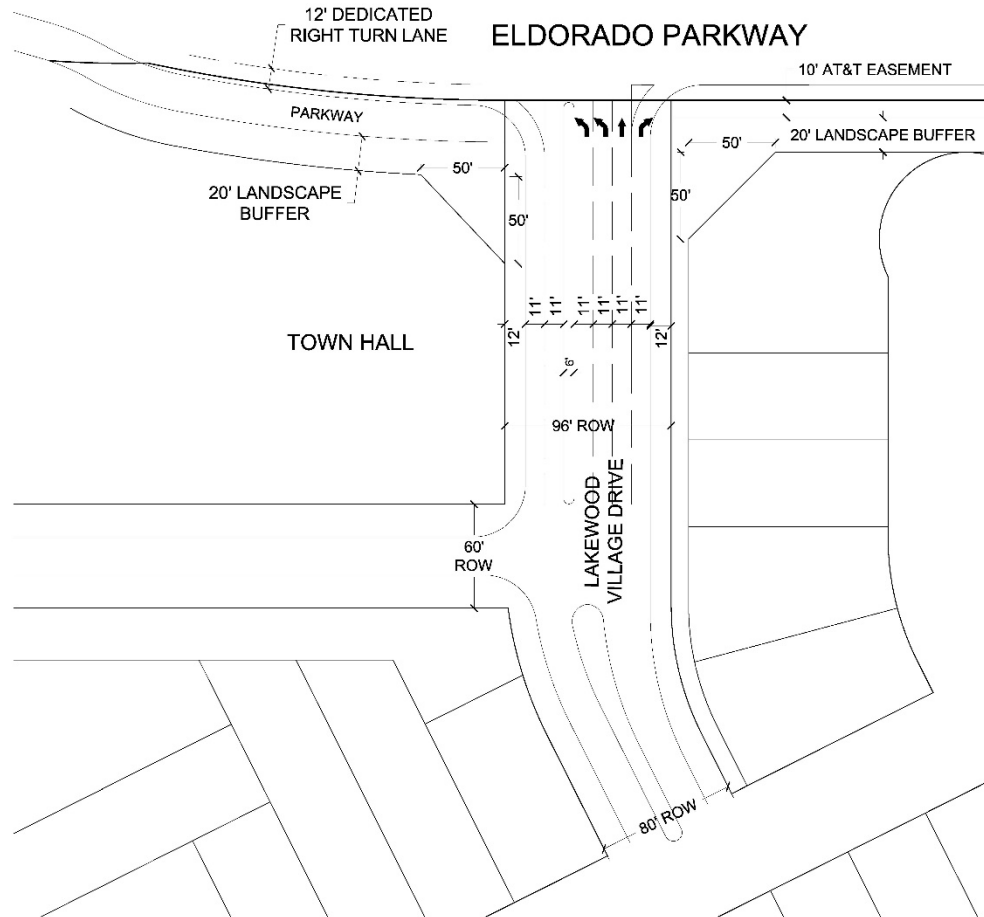 12' DEDICATED
RIGHT TURN LANE
ELDORADO PARKWAY
10' AT&T EASEMENT
PARKWAY
20' LANDSCAPE BUFFER
50'
50'
20' LANDSCAPE
BUFFER
50'
50'
11'
11'
11'
11'
11'
11'
12'
12'
TOWN HALL
6'
96' ROW
LAKEWOOD
VILLAGE DRIVE
60'
ROW
80' ROW